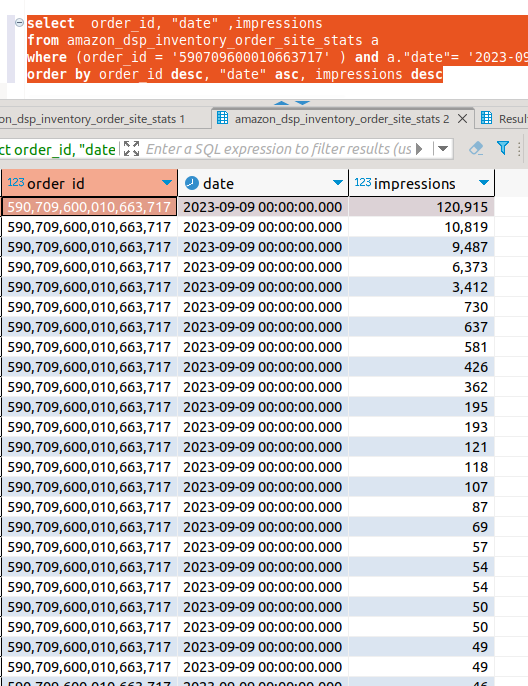 select  order_id, "date" ,impressions
from amazon_dsp_inventory_order_site_stats a
where (order_id = '590709600010663717' ) and a."date"= '2023-09
order by order_id desc, "date" asc, impressions desc
on_dsp_inventory_order_site_stats 1 amazon_dsp_inventory_order_site_stats 2 Resul
ct order_id, "date Enter a SQL expression to filter results (us
123 order_id date 123 impressions
590,709,600,010,663,717 2023-09-09 00:00:00.000 120,915
590,709,600,010,663,717 2023-09-09 00:00:00.000 10,819
590,709,600,010,663,717 2023-09-09 00:00:00.000 9,487
590,709,600,010,663,717 2023-09-09 00:00:00.000 6,373
590,709,600,010,663,717 2023-09-09 00:00:00.000 3,412
590,709,600,010,663,717 2023-09-09 00:00:00.000 730
590,709,600,010,663,717 2023-09-09 00:00:00.000 637
590,709,600,010,663,717 2023-09-09 00:00:00.000 581
590,709,600,010,663,717 2023-09-09 00:00:00.000 426
590,709,600,010,663,717 2023-09-09 00:00:00.000 362
590,709,600,010,663,717 2023-09-09 00:00:00.000 195
590,709,600,010,663,717 2023-09-09 00:00:00.000 193
590,709,600,010,663,717 2023-09-09 00:00:00.000 121
590,709,600,010,663,717 2023-09-09 00:00:00.000 118
590,709,600,010,663,717 2023-09-09 00:00:00.000 107
590,709,600,010,663,717 2023-09-09 00:00:00.000 87
590,709,600,010,663,717 2023-09-09 00:00:00.000 69
590,709,600,010,663,717 2023-09-09 00:00:00.000 57
590,709,600,010,663,717 2023-09-09 00:00:00.000 54
590,709,600,010,663,717 2023-09-09 00:00:00.000 54
590,709,600,010,663,717 2023-09-09 00:00:00.000 50
590,709,600,010,663,717 2023-09-09 00:00:00.000 50
590,709,600,010,663,717 2023-09-09 00:00:00.000 49
590,709,600,010,663,717 2023-09-09 00:00:00.000 49